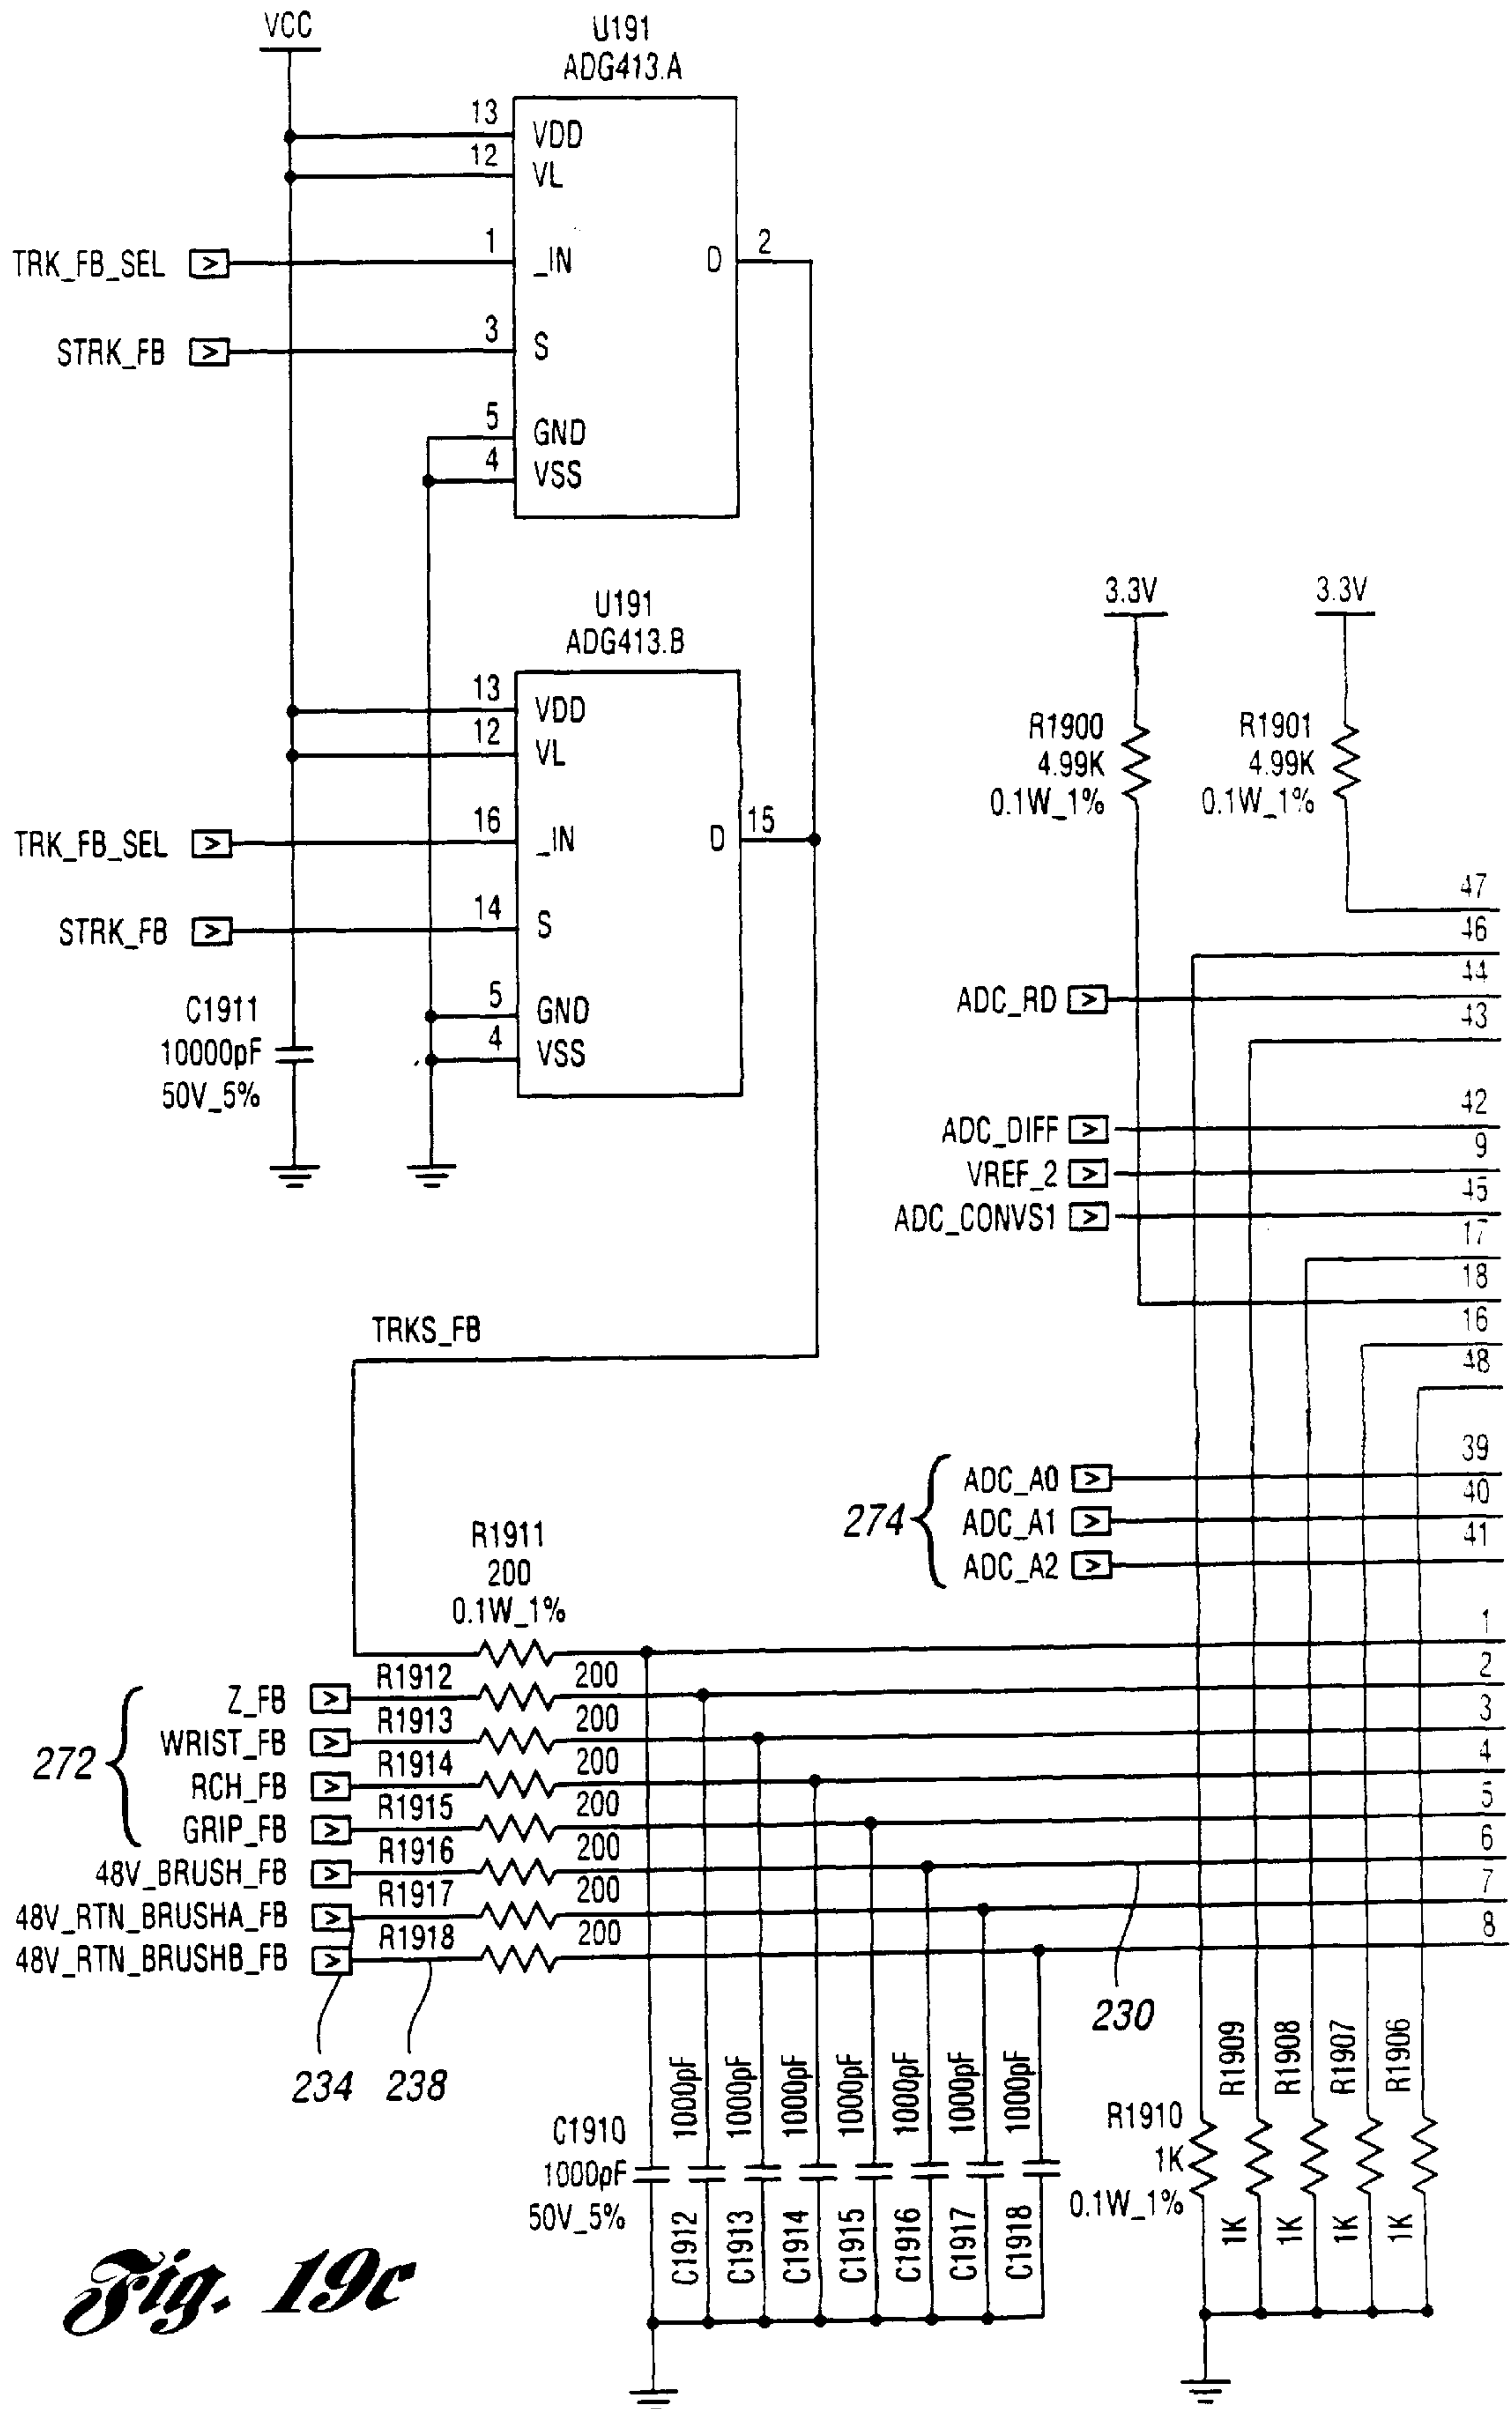 VCC
U191
ADG413.A
13
VDD
12
VL
TRK_FB_SEL
>
1
_IN
D
2
STRK_FB
>
3
S
5
GND
4
VSS
U191
ADG413.B
13
VDD
12
VL
TRK_FB_SEL
>
16
_IN
D
15
STRK_FB
>
14
S
5
GND
4
VSS
C1911
10000pF
50V_5%
3.3V
3.3V
R1900
4.99K
0.1W_1%
R1901
4.99K
0.1W_1%
47
46
44
ADC_RD
>
43
42
ADC_DIFF
>
9
VREF_2
>
45
ADC_CONVS1
>
17
18
16
48
TRKS_FB
39
274
ADC_A0
>
40
ADC_A1
>
41
ADC_A2
>
R1911
200
0.1W_1%
1
272
Z_FB
>
R1912
200
2
WRIST_FB
>
R1913
200
3
RCH_FB
>
R1914
200
4
GRIP_FB
>
R1915
200
5
48V_BRUSH_FB
>
R1916
200
6
48V_RTN_BRUSHA_FB
>
R1917
200
7
48V_RTN_BRUSHB_FB
>
R1918
200
8
234
238
230
C1910
1000pF
50V_5%
1000pF
1000pF
1000pF
1000pF
1000pF
1000pF
1000pF
C1912
C1913
C1914
C1915
C1916
C1917
C1918
R1910
1K
0.1W_1%
R1909
R1908
R1907
R1906
1K
1K
1K
1K
Fig. 19c